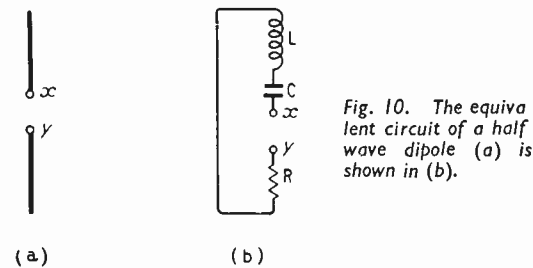 x
y
(a)
L
C
x
y
R
(b)
Fig. 10. The equiva
lent circuit of a half
wave dipole (a) is
shown in (b).